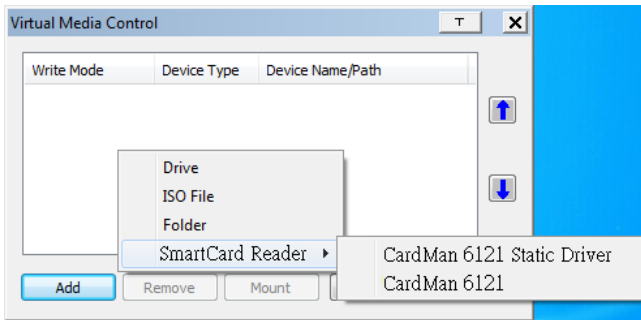 Virtual Media Control T X
Write Mode Device Type Device Name/Path
Drive
ISO File
Folder
SmartCard Reader
CardMan 6121 Static Driver
CardMan 6121
Add Remove Mount